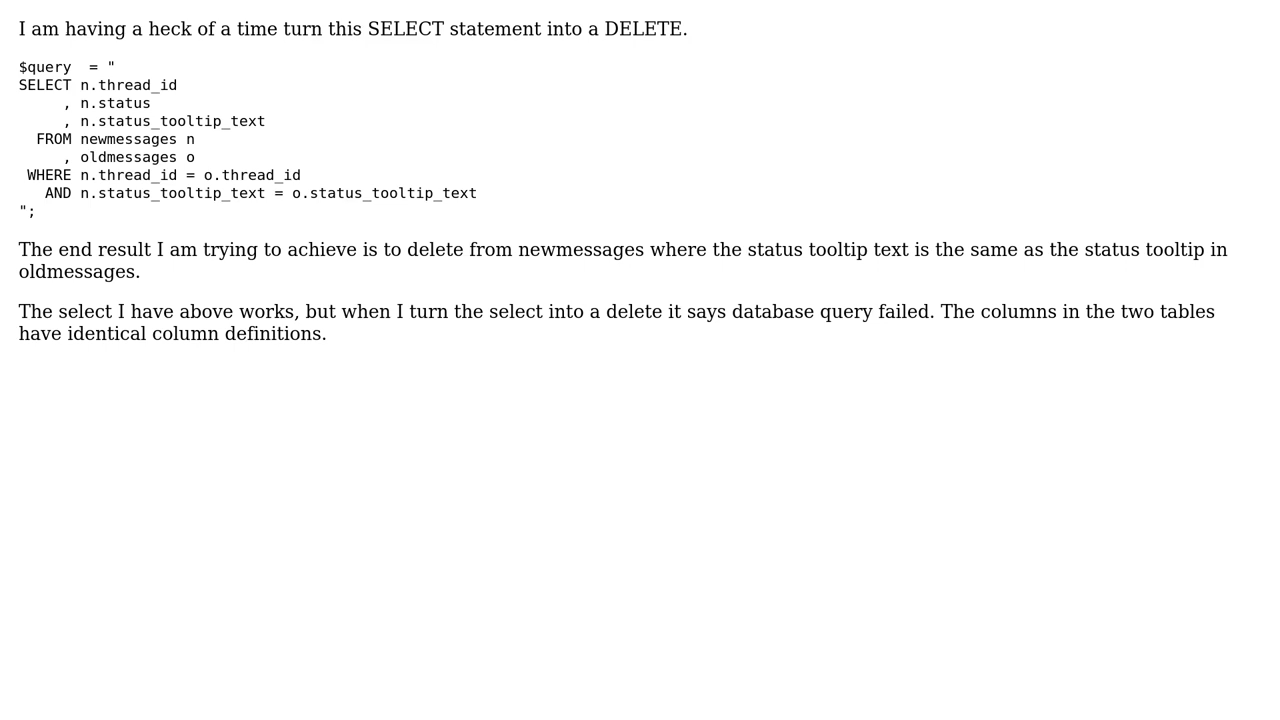 I am having a heck of a time turn this SELECT statement into a DELETE.
$query  = "
SELECT n.thread_id
     , n.status
     , n.status_tooltip_text
  FROM newmessages n
     , oldmessages o
 WHERE n.thread_id = o.thread_id
   AND n.status_tooltip_text = o.status_tooltip_text
";
The end result I am trying to achieve is to delete from newmessages where the status tooltip text is the same as the status tooltip in
oldmessages.
The select I have above works, but when I turn the select into a delete it says database query failed. The columns in the two tables
have identical column definitions.